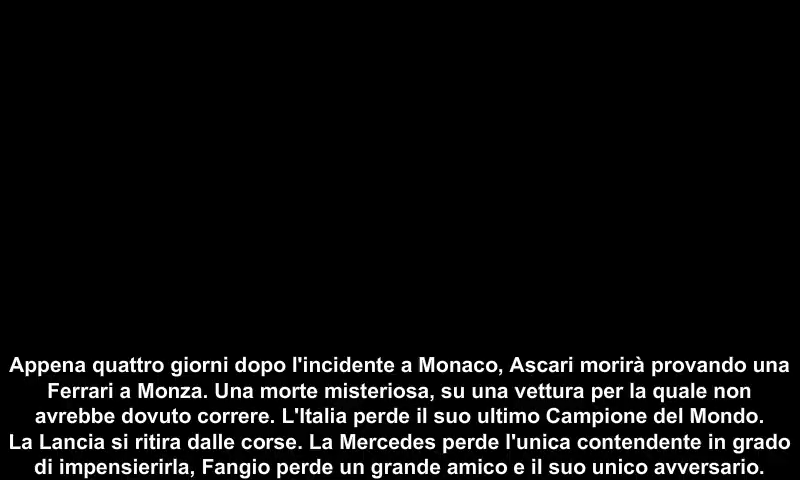 Appena quattro giorni dopo l'incidente a Monaco, Ascari morirà provando una
Ferrari a Monza. Una morte misteriosa, su una vettura per la quale non
avrebbe dovuto correre. L'Italia perde il suo ultimo Campione del Mondo.
La Lancia si ritira dalle corse. La Mercedes perde l'unica contendente in grado
di impensierirla, Fangio perde un grande amico e il suo unico avversario.